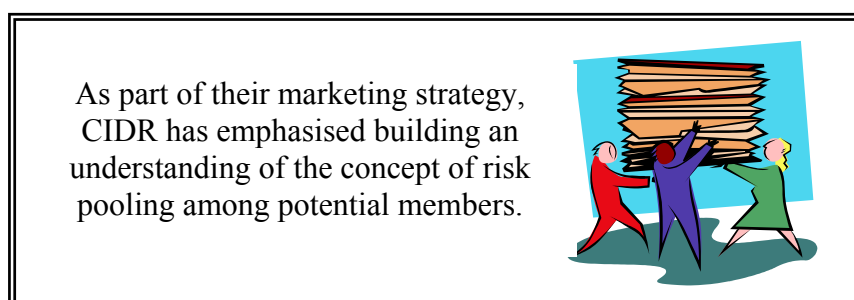 As part of their marketing strategy,
CIDR has emphasised building an
understanding of the concept of risk
pooling among potential members.